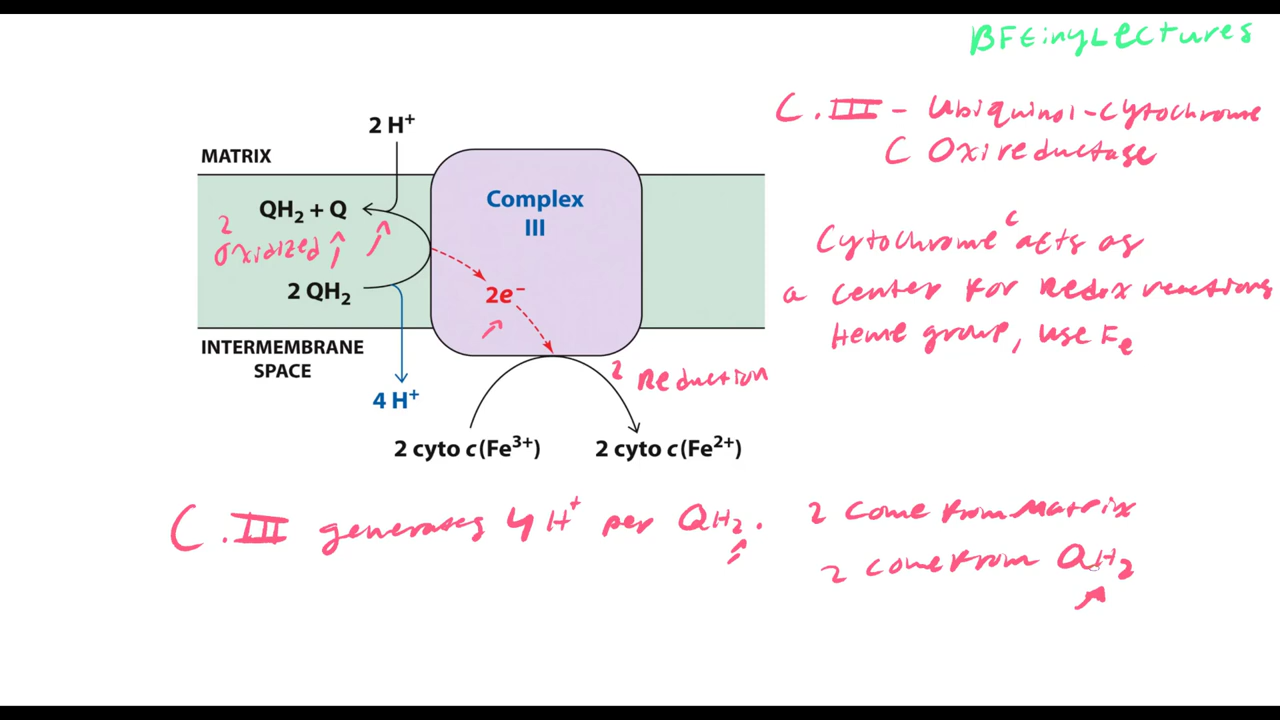 BFtinyLectures
C.III - Ubiquinol-Cytochrome
C Oxireductase
2 H⁺
MATRIX
QH₂ + Q
2
oxidized
2 QH₂
Complex
III
2e⁻
INTERMEMBRANE
SPACE
4 H⁺
2 Reduction
2 cyto c(Fe³⁺)
2 cyto c(Fe²⁺)
Cytochrome c acts as
a center for Redox reactions
Heme group, use Fe
C.III generates 4H⁺ per QH₂.
2 come from Matrix
2 come from QH₂